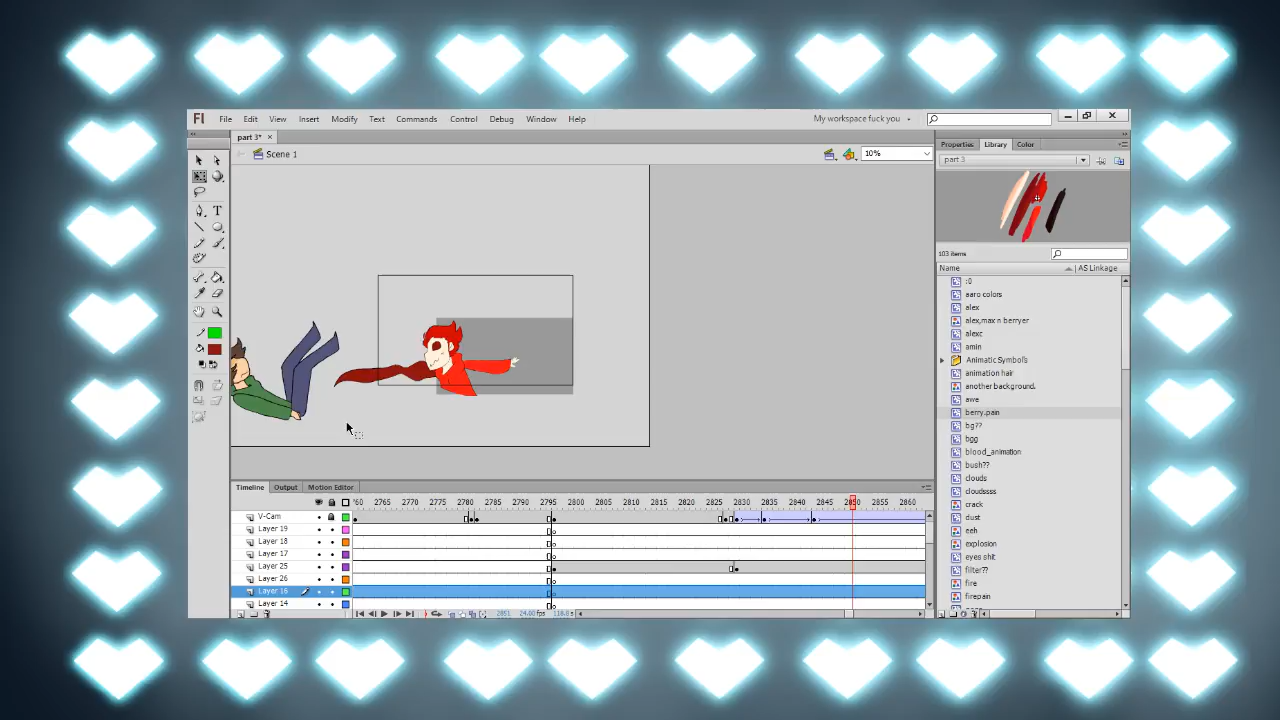 Fl File Edit View Insert Modify Text Commands Control Debug Window Help My workspace fuck you
part 3* ×
Scene 1 10%
Properties Library Color
part 3
103 items
Name AS Linkage
:0
aaro colors
alex
alex,max n berryer
alexc
amin
Animatic Symbols
animation hair
another background.
awe
berry.pain
bg??
bgg
blood_animation
bush??
clouds
cloudssss
crack
dust
eeh
explosion
eyes shit
filter??
fire
firepain
Timeline Output Motion Editor
'60 2765 2770 2775 2780 2785 2790 2795 2800 2805 2810 2815 2820 2825 2830 2835 2840 2845 2850 2855 2860
V-Cam
Layer 19
Layer 18
Layer 17
Layer 25
Layer 26
Layer 16
Layer 14
2851 24.00 fps 118.8 s